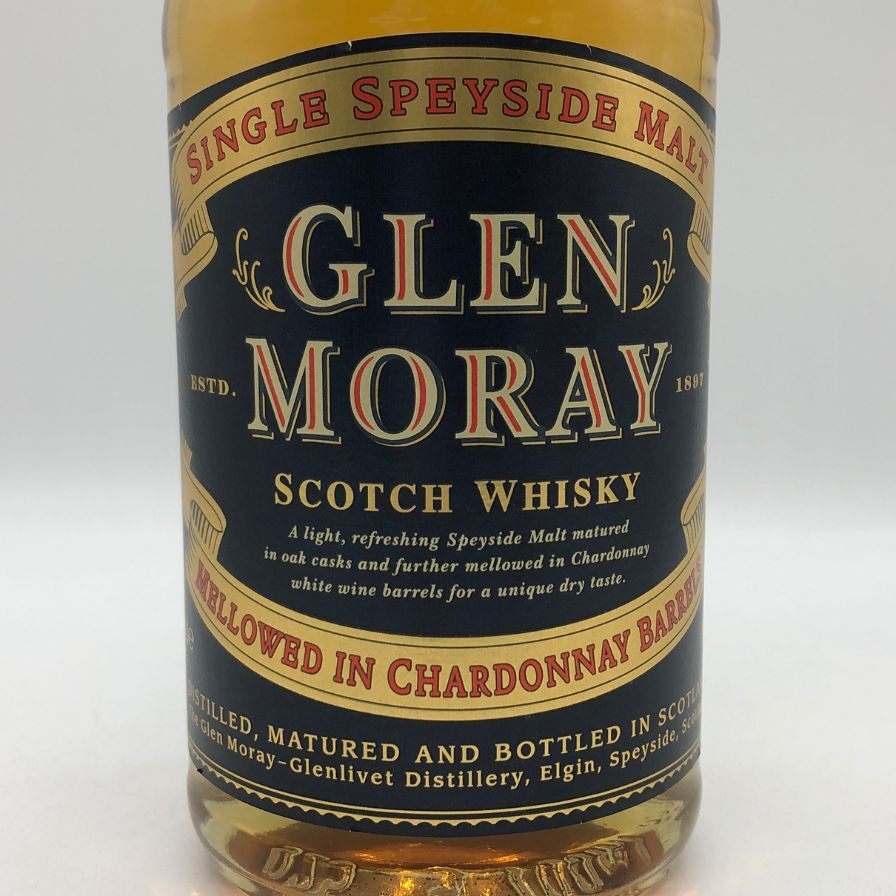 SINGLE SPEYSIDE MALT
GLEN
MORAY
ESTD. 1897
SCOTCH WHISKY
A light, refreshing Speyside Malt matured
in oak casks and further mellowed in Chardonnay
white wine barrels for a unique dry taste.
MELLOWED IN CHARDONNAY BARRELS
DISTILLED, MATURED AND BOTTLED IN
Glen Moray-Glenlivet Distillery, Elgin, Speyside,